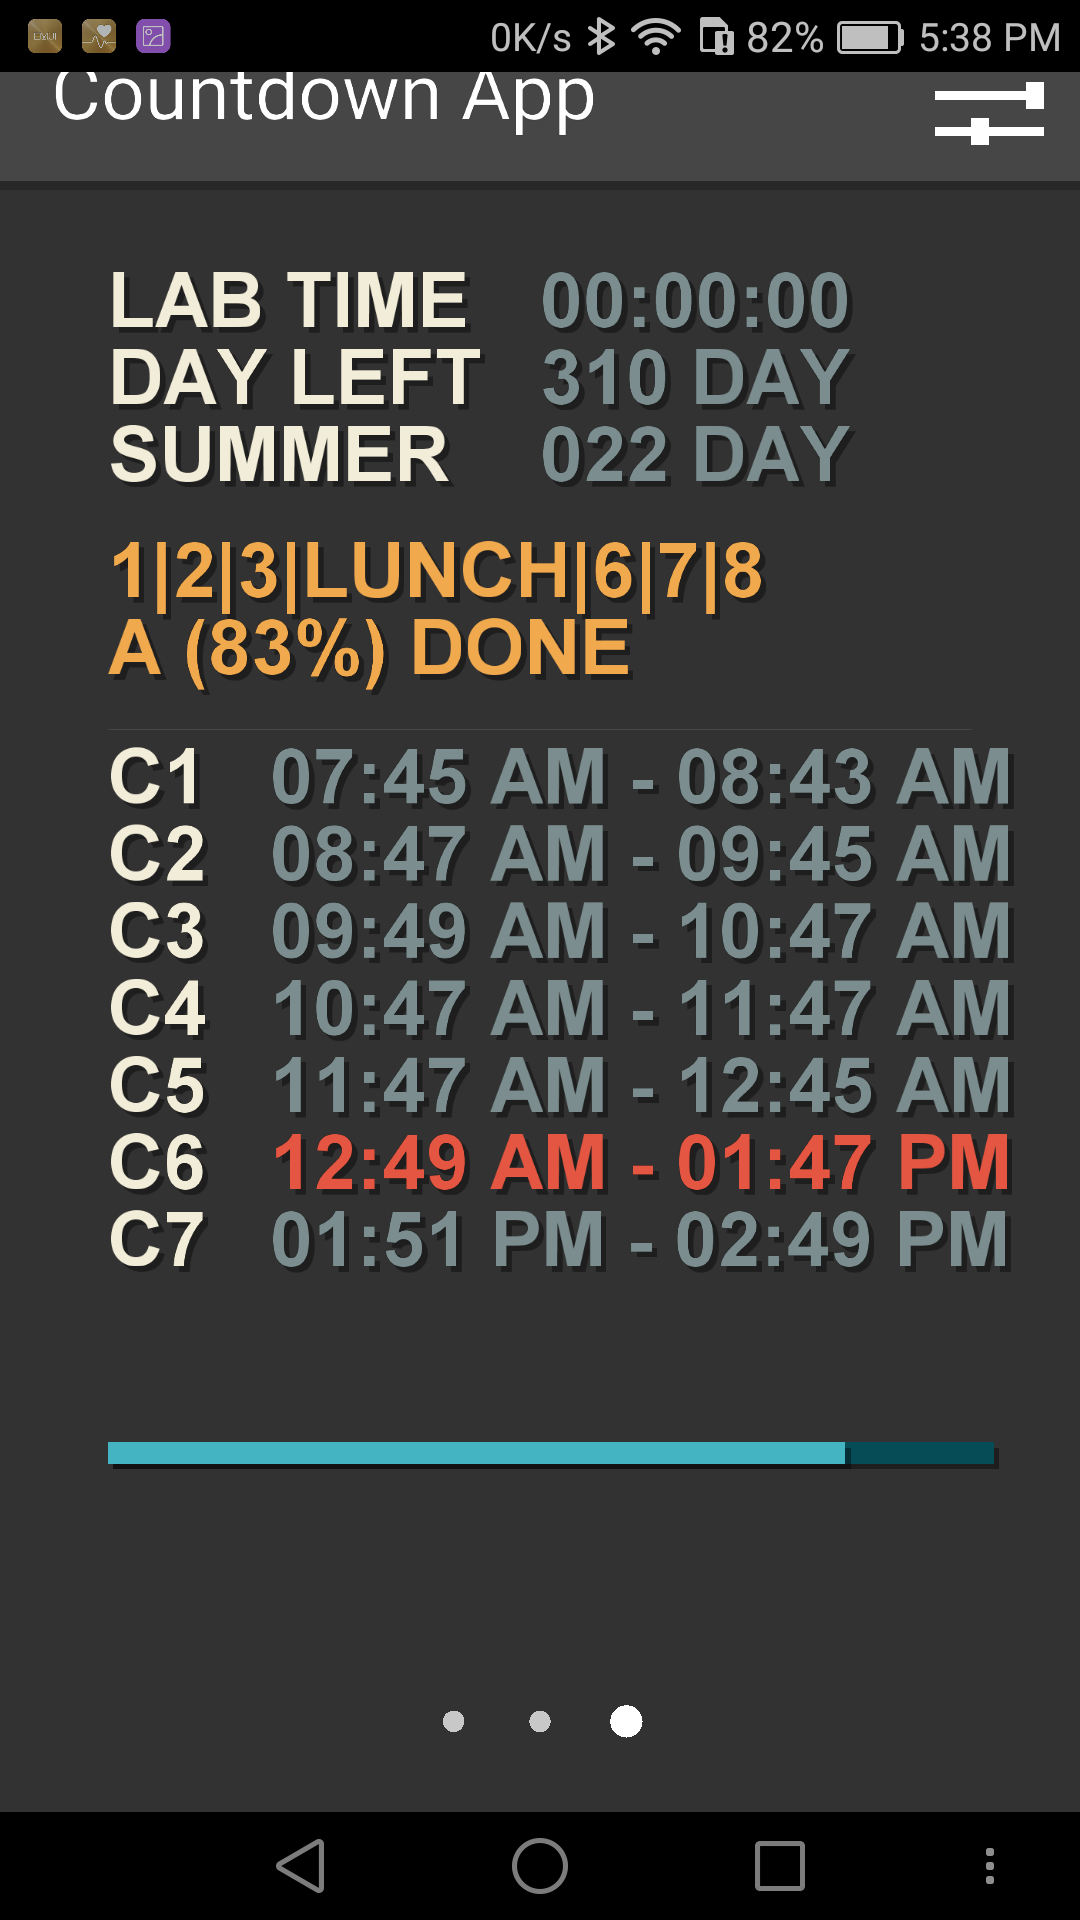 0K/s 82% 5:38 PM
Countdown App
LAB TIME 00:00:00
DAY LEFT 310 DAY
SUMMER 022 DAY
1|2|3|LUNCH|6|7|8
A (83%) DONE
C1 07:45 AM - 08:43 AM
C2 08:47 AM - 09:45 AM
C3 09:49 AM - 10:47 AM
C4 10:47 AM - 11:47 AM
C5 11:47 AM - 12:45 AM
C6 12:49 AM - 01:47 PM
C7 01:51 PM - 02:49 PM